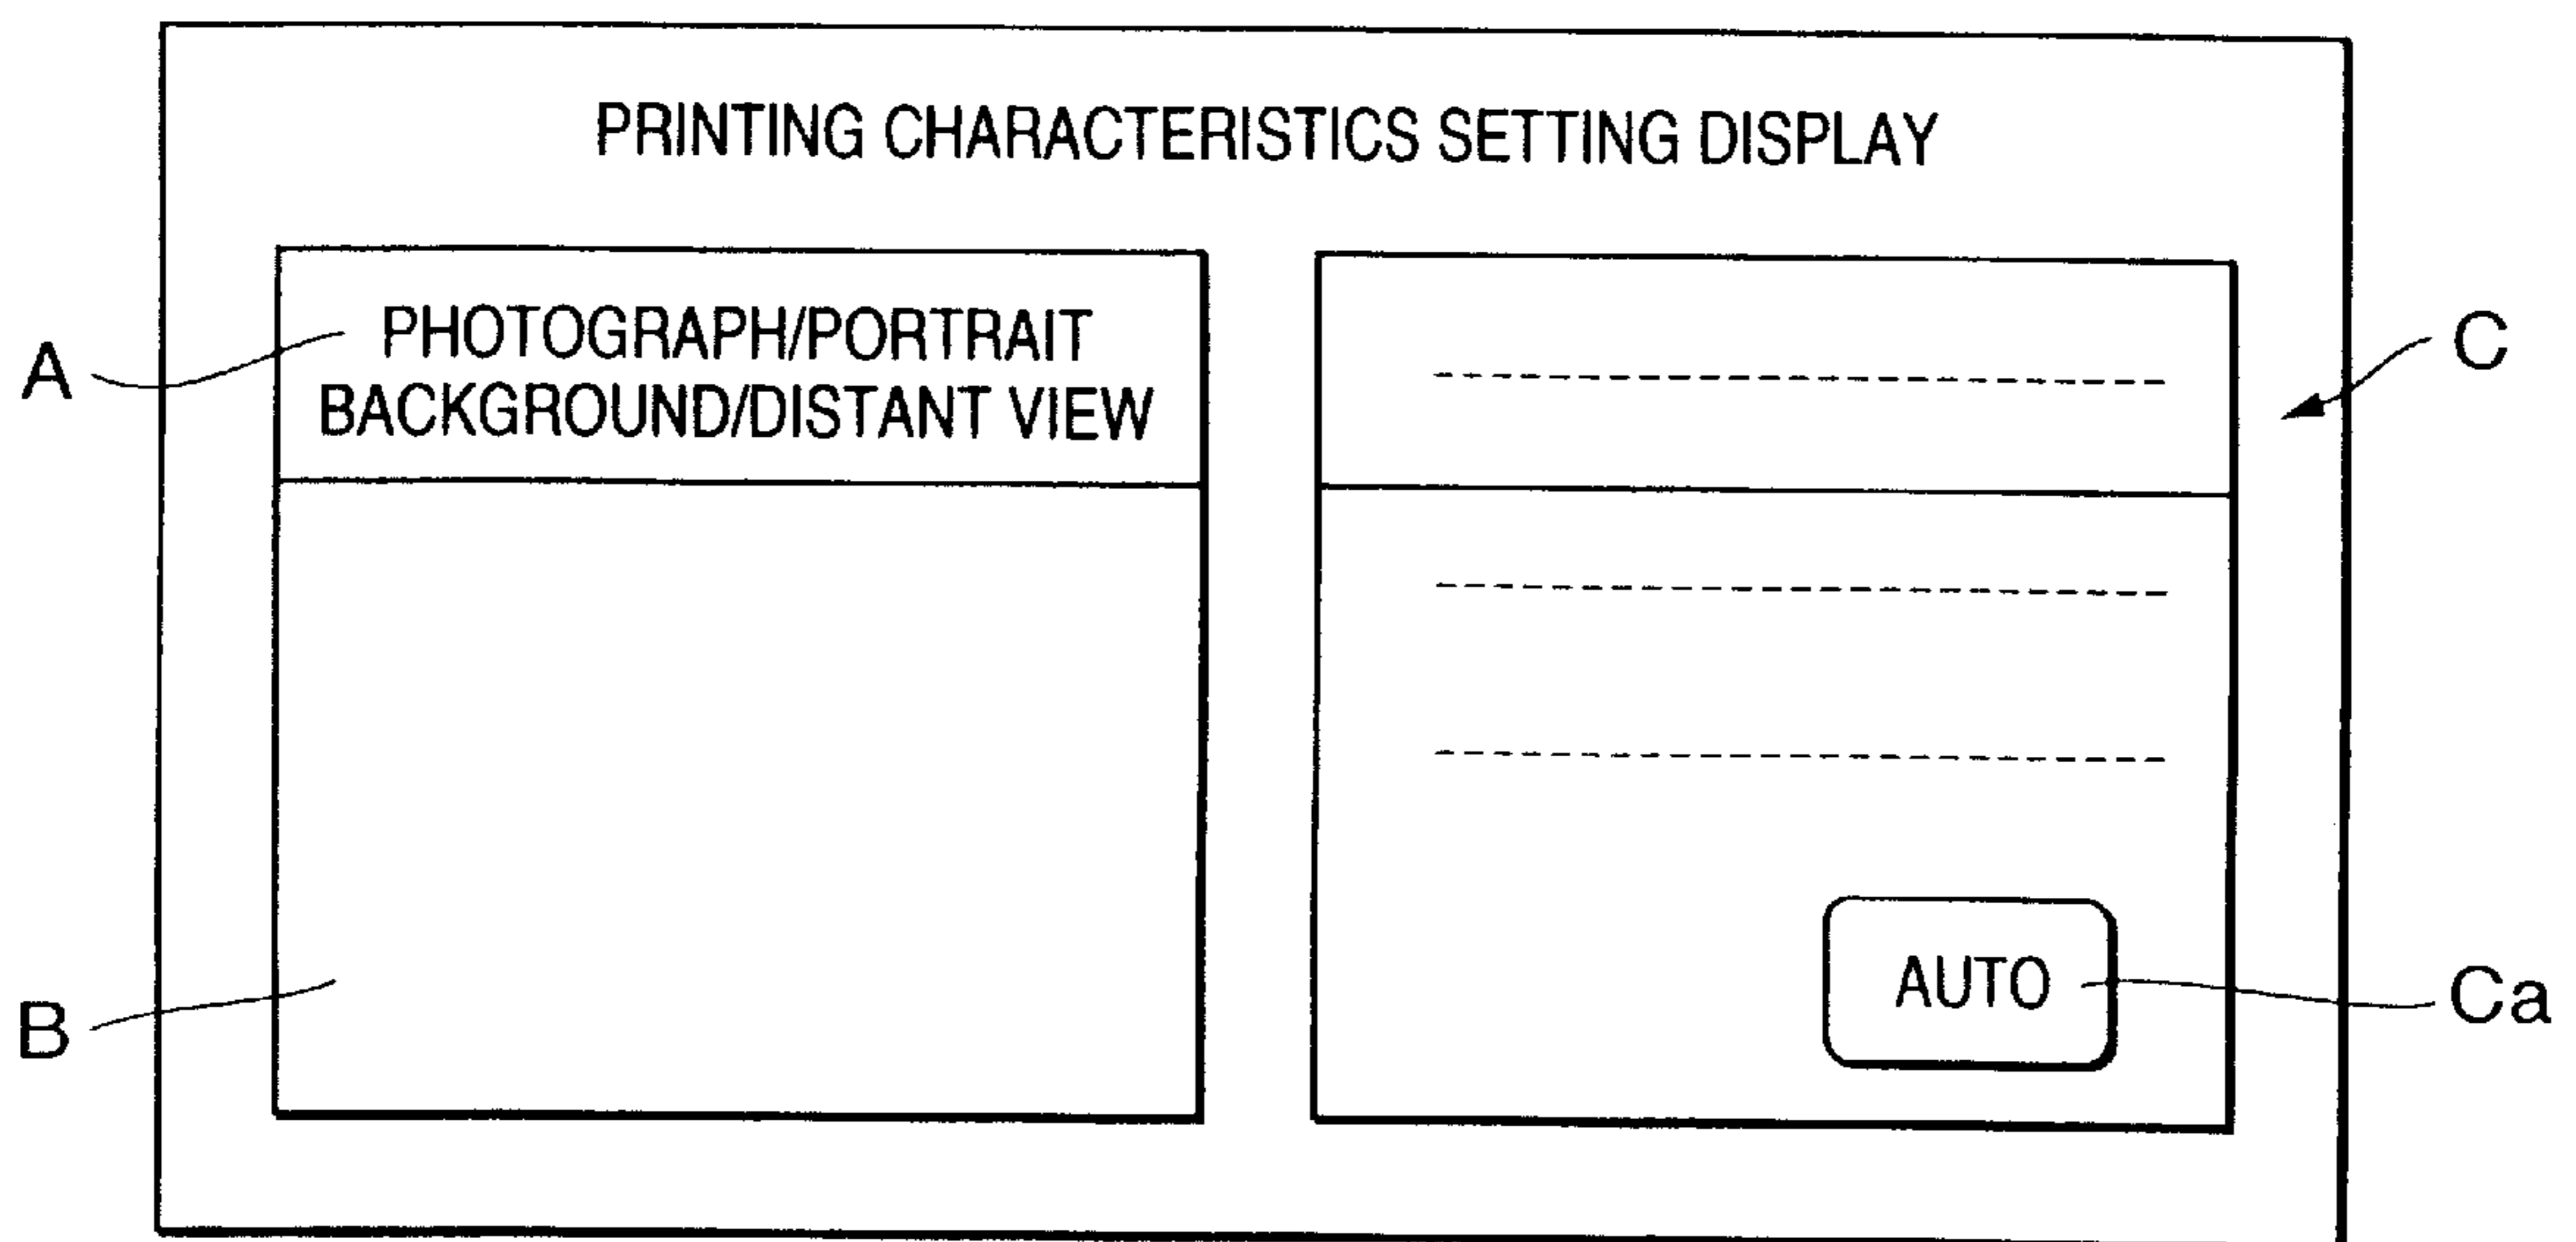 PRINTING CHARACTERISTICS SETTING DISPLAY
A
PHOTOGRAPH/PORTRAIT
BACKGROUND/DISTANT VIEW
C
B
AUTO
Ca